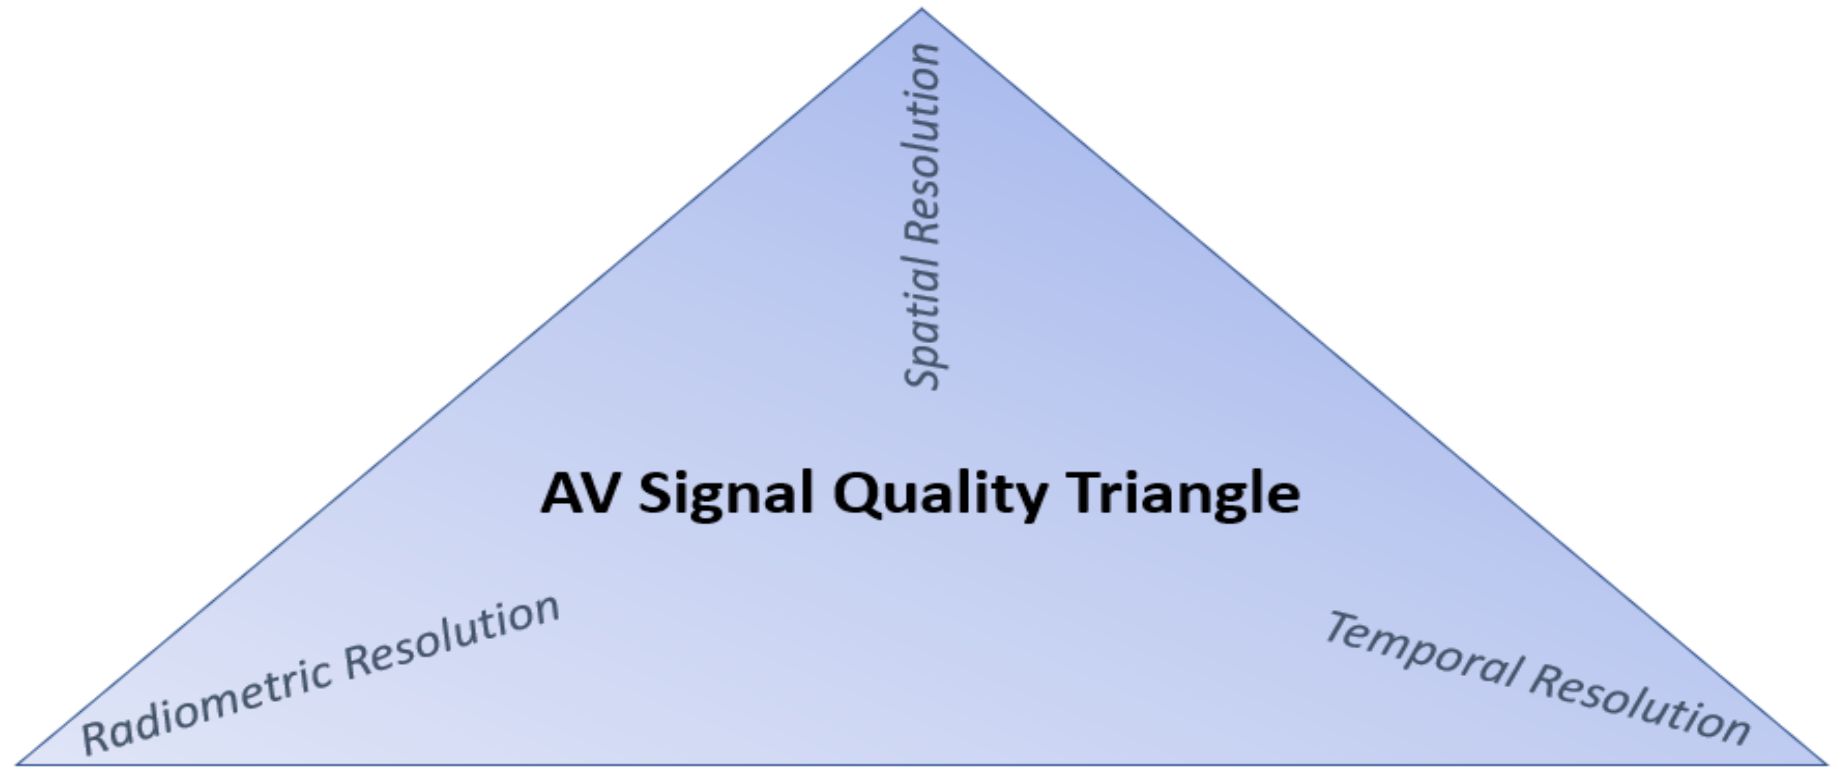 Spatial Resolution
AV Signal Quality Triangle
Radiometric Resolution
Temporal Resolution